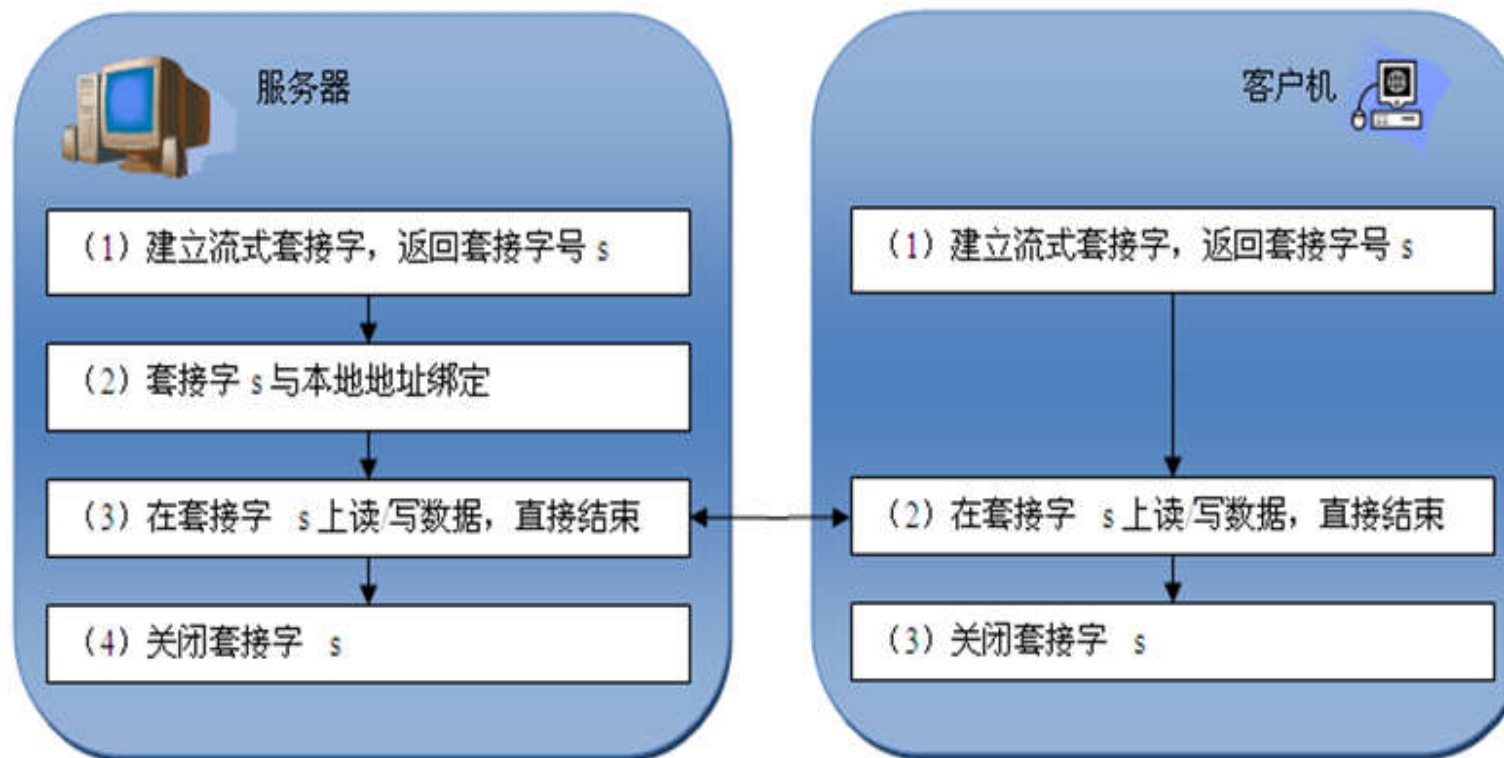 服务器
(1) 建立流式套接字，返回套接字号 s
(2) 套接字 s 与本地地址绑定
(3) 在套接字 s 上读/写数据，直接结束
(4) 关闭套接字 s
客户机
(1) 建立流式套接字，返回套接字号 s
(2) 在套接字 s 上读/写数据，直接结束
(3) 关闭套接字 s